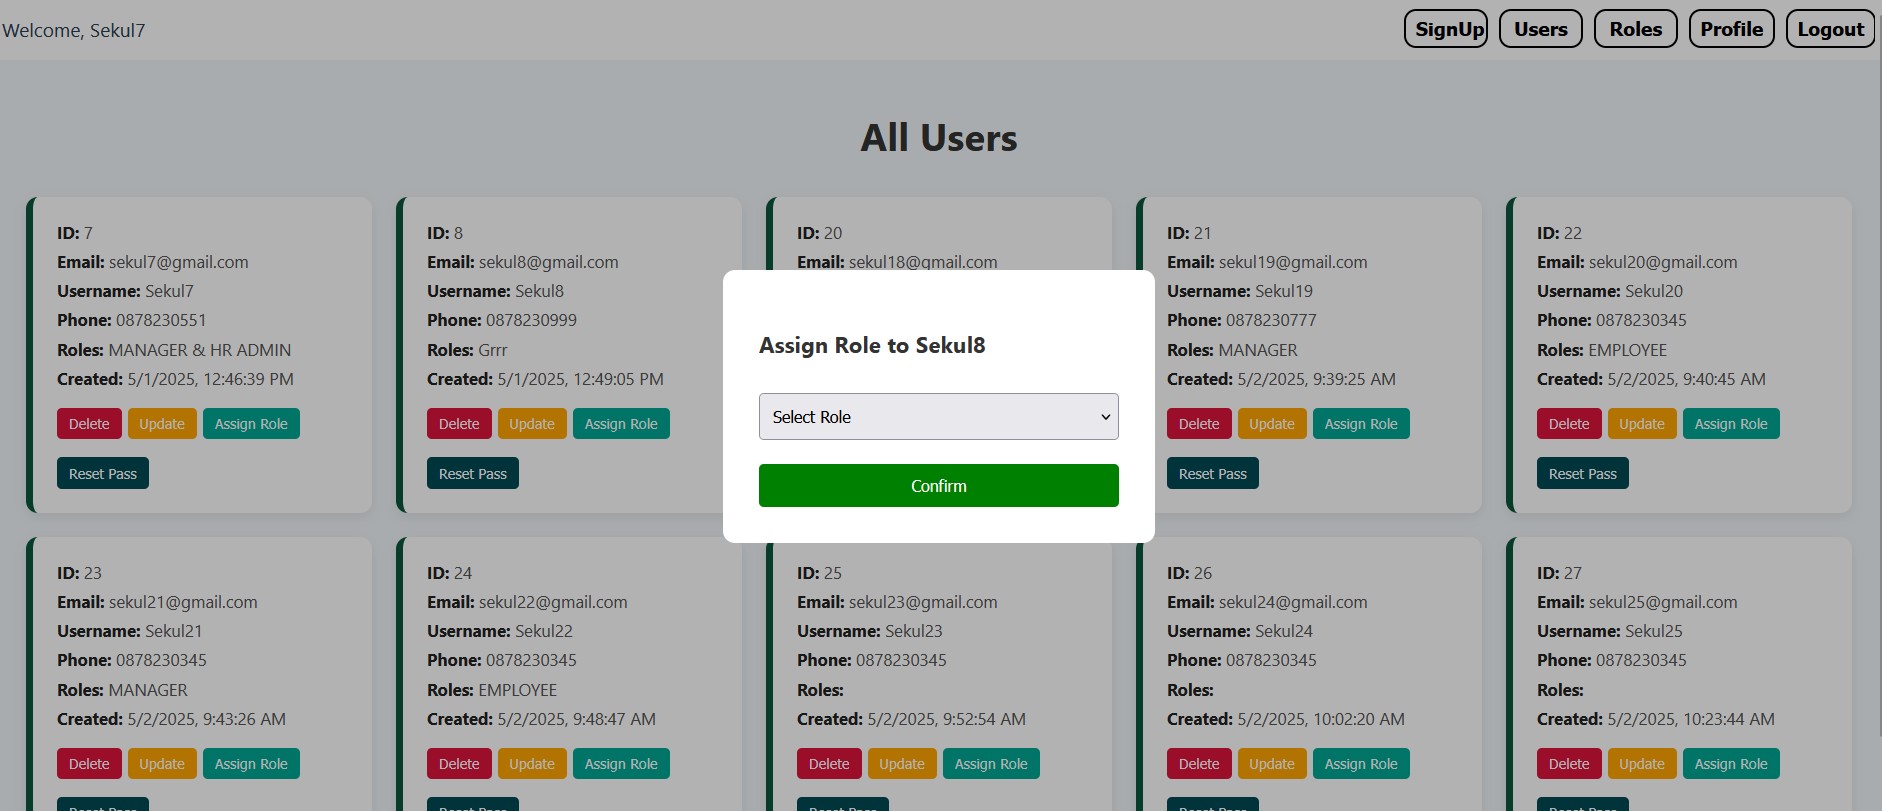 Welcome, Sekul7
SignUp Users Roles Profile Logout
All Users
ID: 7
Email: sekul7@gmail.com
Username: Sekul7
Phone: 0878230551
Roles: MANAGER & HR ADMIN
Created: 5/1/2025, 12:46:39 PM
Delete Update Assign Role
Reset Pass
ID: 8
Email: sekul8@gmail.com
Username: Sekul8
Phone: 0878230999
Roles: Grrr
Created: 5/1/2025, 12:49:05 PM
Delete Update Assign Role
Reset Pass
ID: 20
Email: sekul18@gmail.com
Assign Role to Sekul8
Select Role
Confirm
ID: 21
Email: sekul19@gmail.com
Username: Sekul19
Phone: 0878230777
Roles: MANAGER
Created: 5/2/2025, 9:39:25 AM
Delete Update Assign Role
Reset Pass
ID: 22
Email: sekul20@gmail.com
Username: Sekul20
Phone: 0878230345
Roles: EMPLOYEE
Created: 5/2/2025, 9:40:45 AM
Delete Update Assign Role
Reset Pass
ID: 23
Email: sekul21@gmail.com
Username: Sekul21
Phone: 0878230345
Roles: MANAGER
Created: 5/2/2025, 9:43:26 AM
Delete Update Assign Role
Reset Pass
ID: 24
Email: sekul22@gmail.com
Username: Sekul22
Phone: 0878230345
Roles: EMPLOYEE
Created: 5/2/2025, 9:48:47 AM
Delete Update Assign Role
Reset Pass
ID: 25
Email: sekul23@gmail.com
Username: Sekul23
Phone: 0878230345
Roles:
Created: 5/2/2025, 9:52:54 AM
Delete Update Assign Role
Reset Pass
ID: 26
Email: sekul24@gmail.com
Username: Sekul24
Phone: 0878230345
Roles:
Created: 5/2/2025, 10:02:20 AM
Delete Update Assign Role
Reset Pass
ID: 27
Email: sekul25@gmail.com
Username: Sekul25
Phone: 0878230345
Roles:
Created: 5/2/2025, 10:23:44 AM
Delete Update Assign Role
Reset Pass